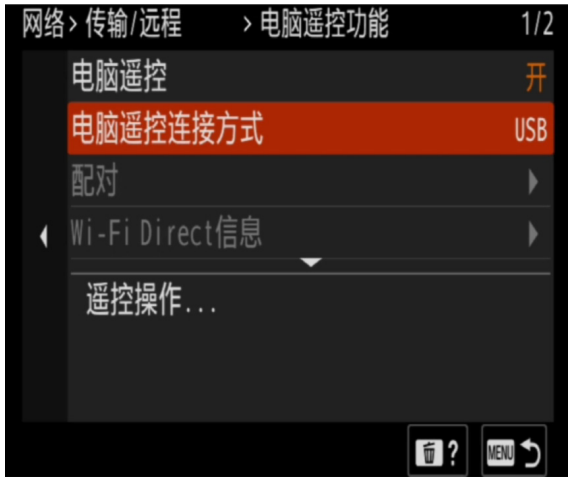 网络>传输/远程 >电脑遥控功能 1/2
电脑遥控 开
电脑遥控连接方式 USB
配对
Wi-Fi Direct信息
遥控操作...
? MENU